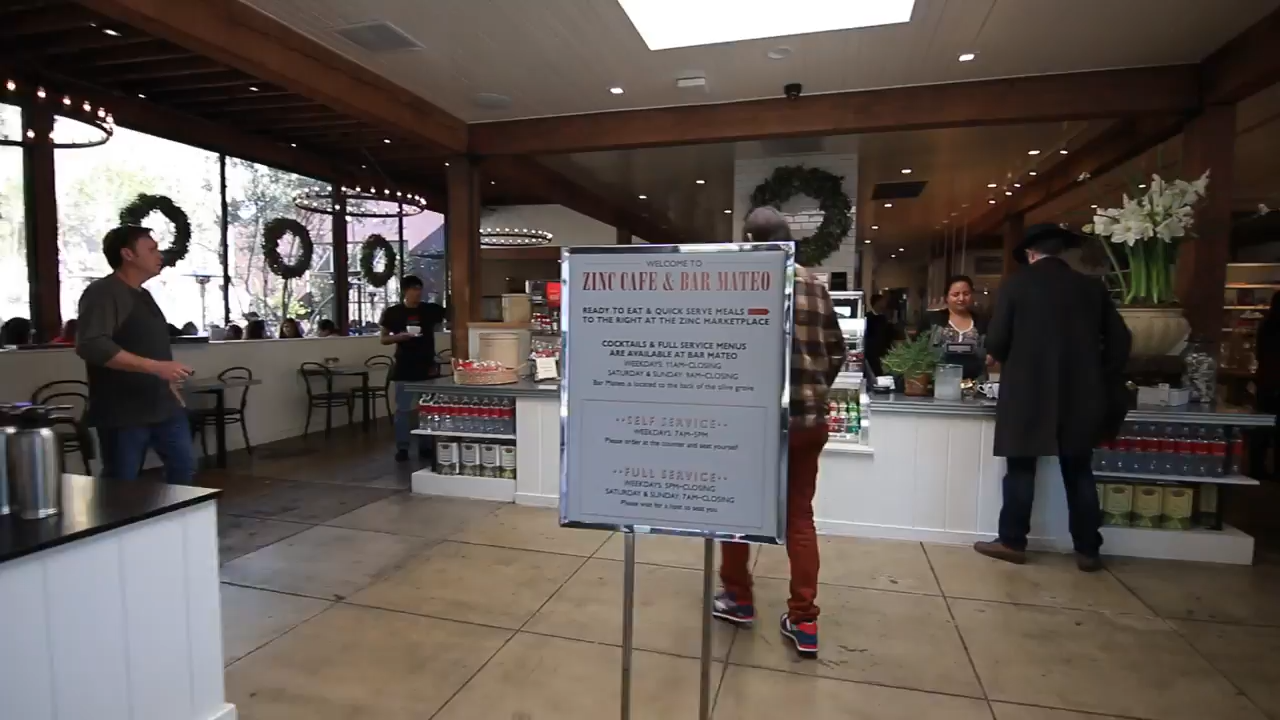 WELCOME TO
ZINC CAFE & BAR MATEO
READY TO EAT & QUICK SERVE MEALS
TO THE RIGHT AT THE ZINC MARKETPLACE
COCKTAILS & FULL SERVICE MENUS
ARE AVAILABLE AT BAR MATEO
WEEKDAYS: 11AM-CLOSING
SATURDAY & SUNDAY: 9AM-CLOSING
Bar Mateo is located to the back of the olive grove
··SELF SERVICE··
WEEKDAYS: 7AM-5PM
Please order at the counter and seat yourself
··FULL SERVICE··
WEEKDAYS: 5PM-CLOSING
SATURDAY & SUNDAY: 7AM-CLOSING
Please wait for a host to seat you